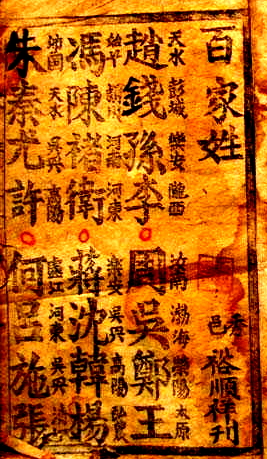 百家姓 邑 裕順祥刊
天水 彭城 樂安 隴西 汝南 渤海 滎陽 太原
趙錢孫李 周吳鄭王
始平 潁川 河南 河東 樂安 吳興 高陽 弘農
馮陳褚衛 蔣沈韓楊
沛國 天水 吳興 高陽 廬江 河東 吳興
朱秦尤許 何呂施張